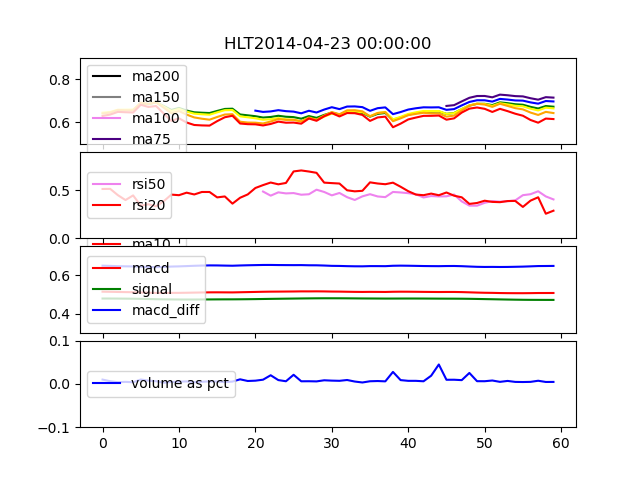 HLT2014-04-23 00:00:00
0.8
0.6
ma200
ma150
ma100
ma75
0.5
0.0
rsi50
rsi20
ma10
0.6
0.4
macd
signal
macd_diff
0.1
0.0
−0.1
volume as pct
0 10 20 30 40 50 60